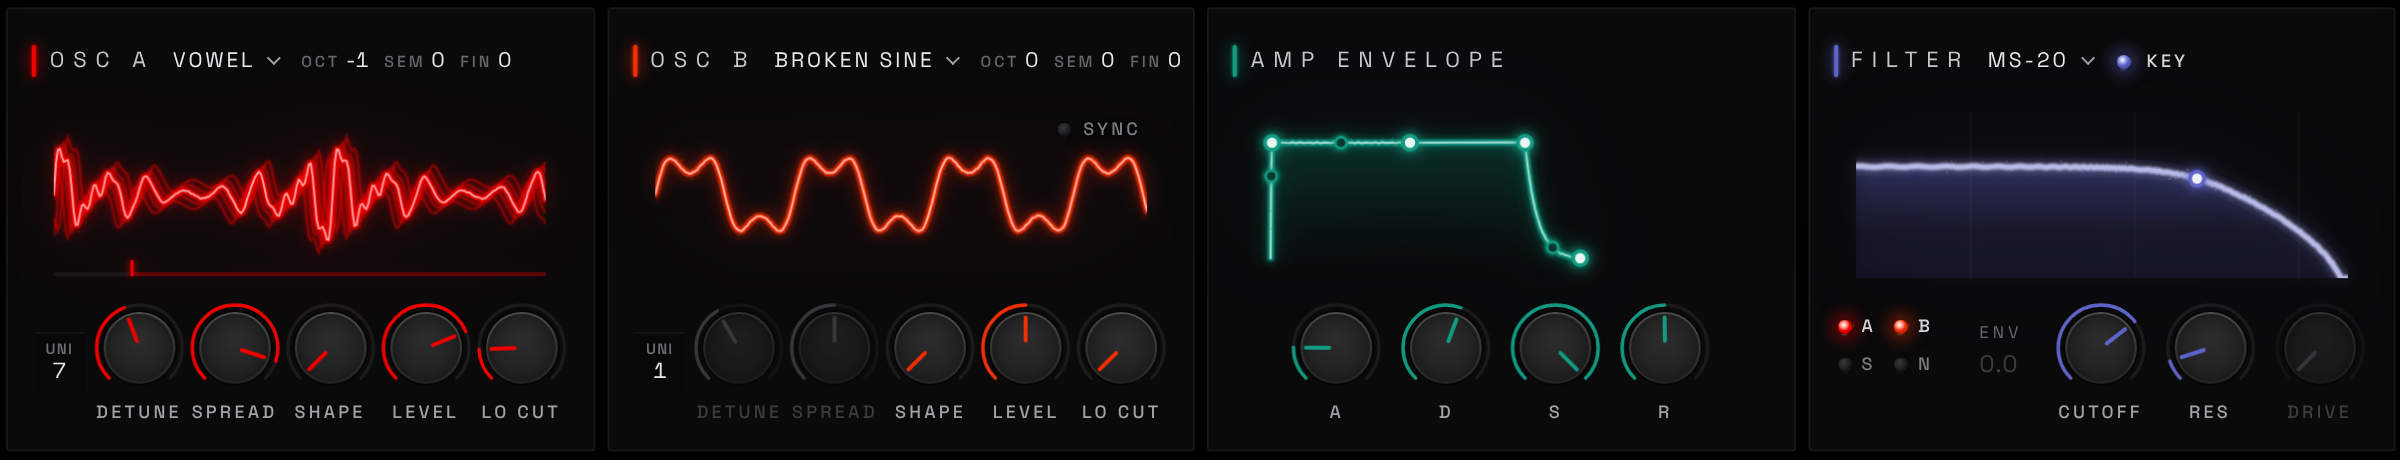 OSC A VOWEL OCT -1 SEM 0 FIN 0
UNI
7
DETUNE SPREAD SHAPE LEVEL LO CUT
OSC B BROKEN SINE OCT 0 SEM 0 FIN 0
SYNC
UNI
1
DETUNE SPREAD SHAPE LEVEL LO CUT
AMP ENVELOPE
A D S R
FILTER MS-20 KEY
A B
S N
ENV
0.0
CUTOFF RES DRIVE